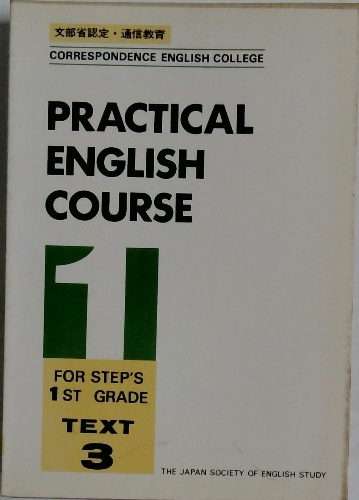 文部省認定・通信教育
CORRESPONDENCE ENGLISH COLLEGE
PRACTICAL
ENGLISH
COURSE
1
FOR STEP'S
1ST GRADE
TEXT
3
THE JAPAN SOCIETY OF ENGLISH STUDY